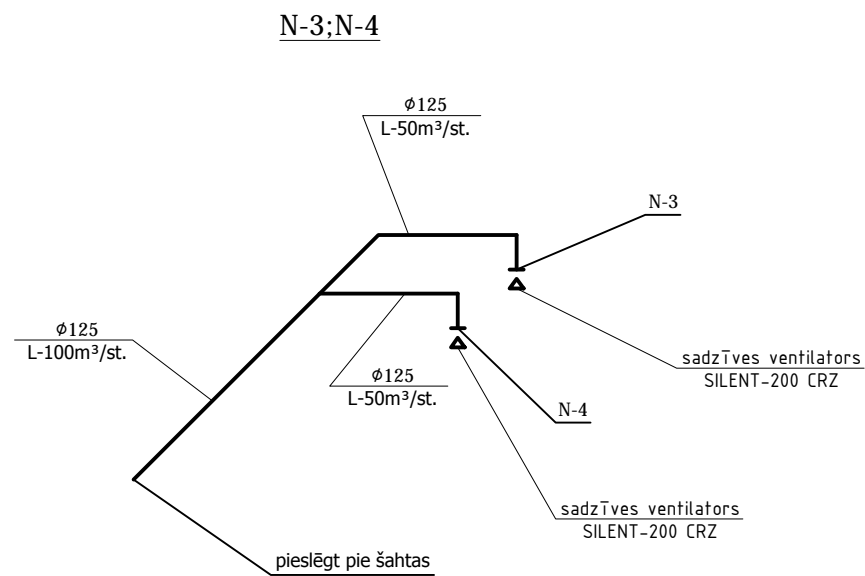 N-3;N-4
ϕ125
L-50m³/st.
N-3
ϕ125
L-100m³/st.
ϕ125
L-50m³/st.
sadzīves ventilators
SILENT-200 CRZ
N-4
sadzīves ventilators
SILENT-200 CRZ
pieslēgt pie šahtas